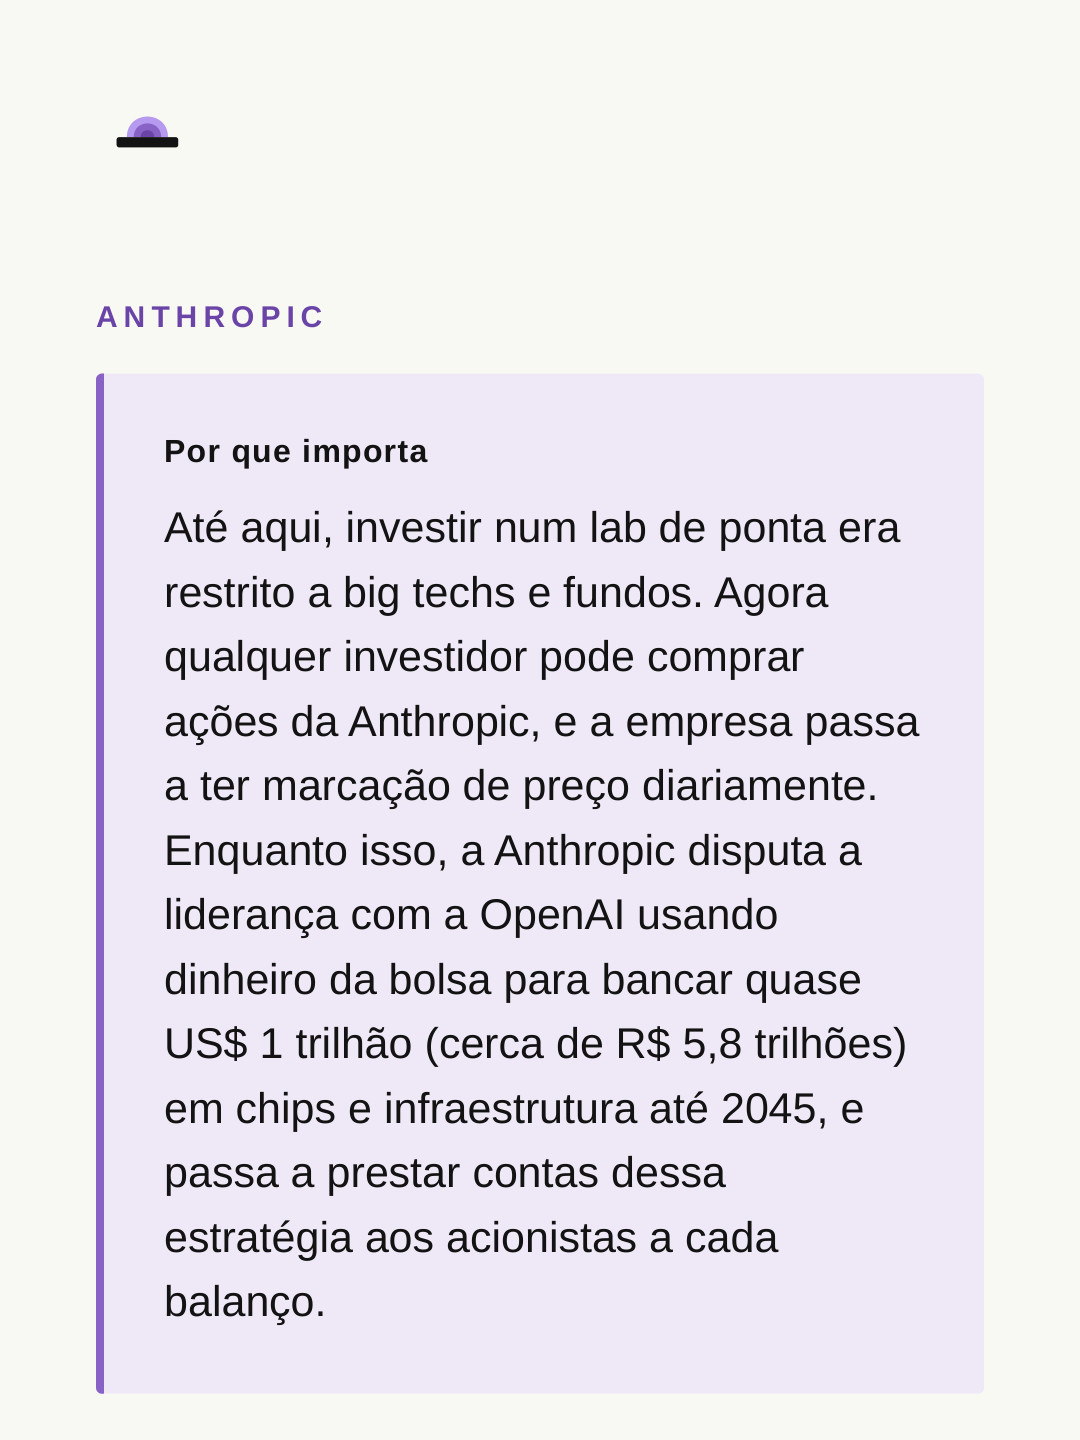 ANTHROPIC
Por que importa
Até aqui, investir num lab de ponta era
restrito a big techs e fundos. Agora
qualquer investidor pode comprar
ações da Anthropic, e a empresa passa
a ter marcação de preço diariamente.
Enquanto isso, a Anthropic disputa a
liderança com a OpenAI usando
dinheiro da bolsa para bancar quase
US$ 1 trilhão (cerca de R$ 5,8 trilhões)
em chips e infraestrutura até 2045, e
passa a prestar contas dessa
estratégia aos acionistas a cada
balanço.